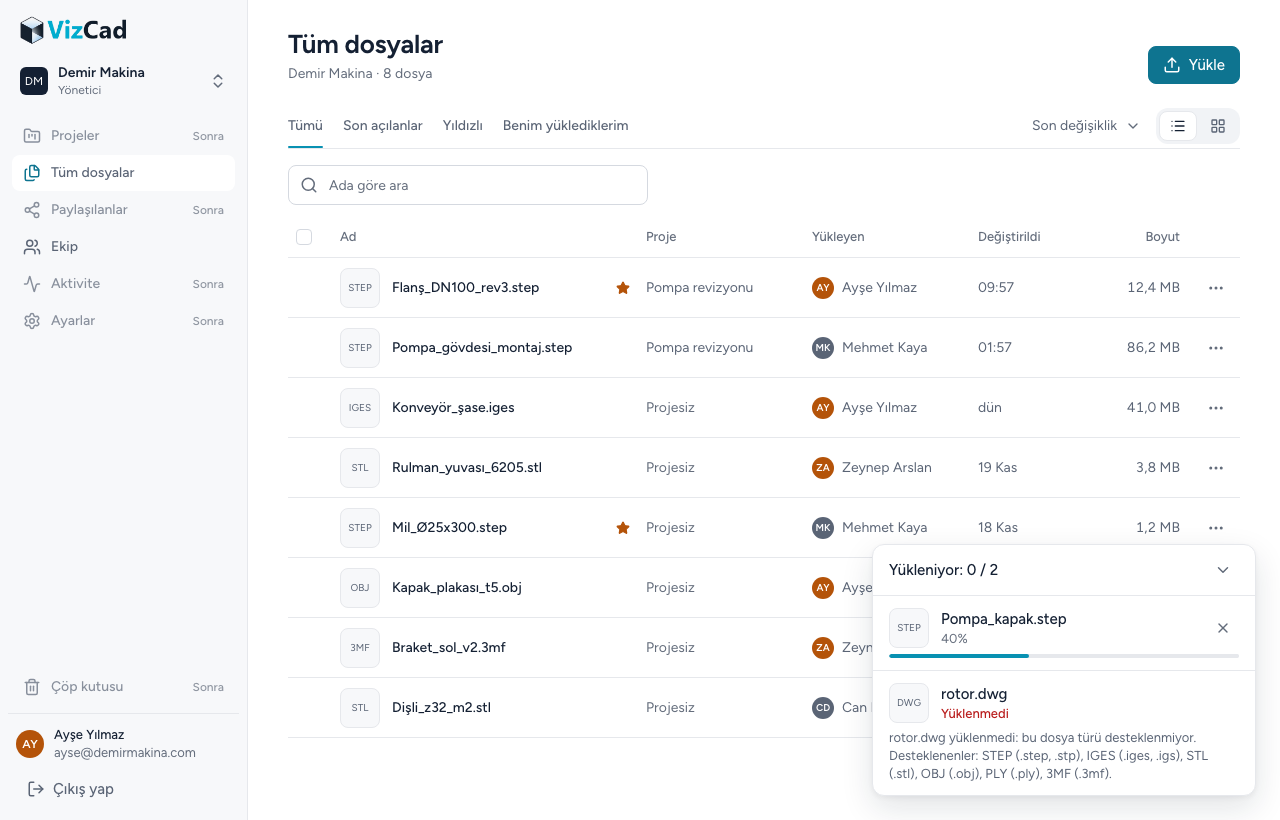 VizCad
DM
Demir Makina
Yönetici
Projeler Sonra
Tüm dosyalar
Paylaşılanlar Sonra
Ekip
Aktivite Sonra
Ayarlar Sonra
Çöp kutusu Sonra
AY
Ayşe Yılmaz
ayse@demirmakina.com
Çıkış yap
Tüm dosyalar
Demir Makina · 8 dosya
Yükle
Tümü Son açılanlar Yıldızlı Benim yüklediklerim Son değişiklik
Ada göre ara
Ad Proje Yükleyen Değiştirildi Boyut
STEP Flanş_DN100_rev3.step Pompa revizyonu AY Ayşe Yılmaz 09:57 12,4 MB
STEP Pompa_gövdesi_montaj.step Pompa revizyonu MK Mehmet Kaya 01:57 86,2 MB
IGES Konveyör_şase.iges Projesiz AY Ayşe Yılmaz dün 41,0 MB
STL Rulman_yuvası_6205.stl Projesiz ZA Zeynep Arslan 19 Kas 3,8 MB
STEP Mil_Ø25x300.step Projesiz MK Mehmet Kaya 18 Kas 1,2 MB
OBJ Kapak_plakası_t5.obj Projesiz AY Ayşe
3MF Braket_sol_v2.3mf Projesiz ZA Zeyn
STL Dişli_z32_m2.stl Projesiz CD Can
Yükleniyor: 0 / 2
STEP Pompa_kapak.step
40%
DWG rotor.dwg
Yüklenmedi
rotor.dwg yüklenmedi: bu dosya türü desteklenmiyor.
Desteklenenler: STEP (.step, .stp), IGES (.iges, .igs), STL
(.stl), OBJ (.obj), PLY (.ply), 3MF (.3mf).